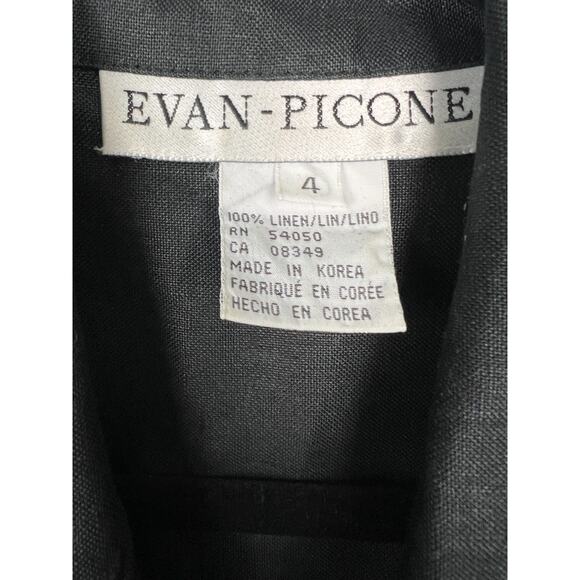 EVAN-PICONE
4
100% LINEN/LIN/LINO
RN 54050
CA 08349
MADE IN KOREA
FABRIQUÉ EN CORÉE
HECHO EN COREA